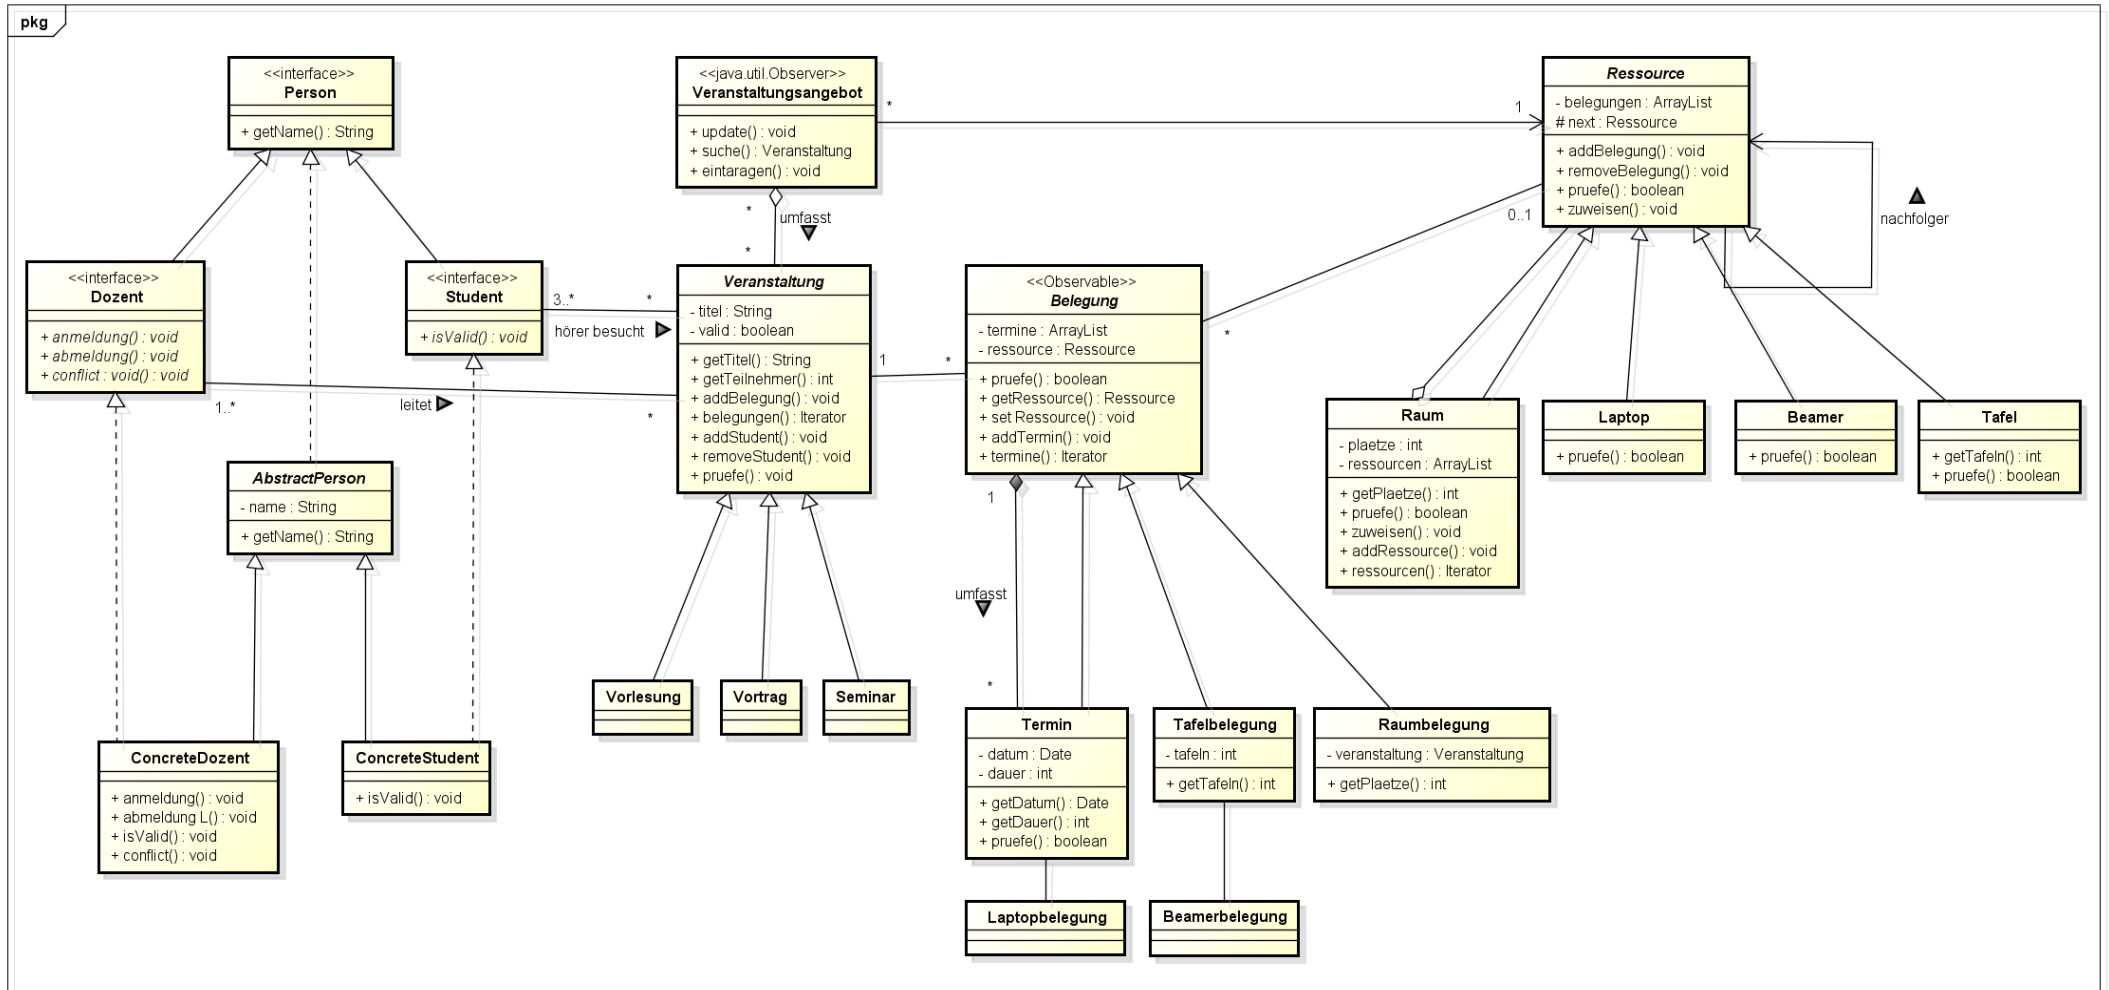 pkg
<<interface>>
Person
+ getName() : String
<<java.util.Observer>>
Veranstaltungsangebot
+ update() : void
+ suche() : Veranstaltung
+ eintaragen() : void
*
1
Ressource
- belegungen : ArrayList
# next : Ressource
+ addBelegung() : void
+ removeBelegung() : void
+ pruefe() : boolean
+ zuweisen() : void
nachfolger
0..1
*
*
umfasst
*
<<interface>>
Dozent
+ anmeldung() : void
+ abmeldung() : void
+ conflict : void() : void
<<interface>>
Student
+ isValid() : void
3..*
*
hörer besucht
1..*
leitet
*
Veranstaltung
- titel : String
- valid : boolean
+ getTitel() : String
+ getTeilnehmer() : int
+ addBelegung() : void
+ belegungen() : Iterator
+ addStudent() : void
+ removeStudent() : void
+ pruefe() : void
1
*
<<Observable>>
Belegung
- termine : ArrayList
- ressource : Ressource
+ pruefe() : boolean
+ getRessource() : Ressource
+ set Ressource() : void
+ addTermin() : void
+ termine() : Iterator
Raum
- plaetze : int
- ressourcen : ArrayList
+ getPlaetze() : int
+ pruefe() : boolean
+ zuweisen() : void
+ addRessource() : void
+ ressourcen() : Iterator
Laptop
+ pruefe() : boolean
Beamer
+ pruefe() : boolean
Tafel
+ getTafeln() : int
+ pruefe() : boolean
AbstractPerson
- name : String
+ getName() : String
1
umfasst
*
Vorlesung
Vortrag
Seminar
ConcreteDozent
+ anmeldung() : void
+ abmeldung L() : void
+ isValid() : void
+ conflict() : void
ConcreteStudent
+ isValid() : void
Termin
- datum : Date
- dauer : int
+ getDatum() : Date
+ getDauer() : int
+ pruefe() : boolean
Tafelbelegung
- tafeln : int
+ getTafeln() : int
Raumbelegung
- veranstaltung : Veranstaltung
+ getPlaetze() : int
Laptopbelegung
Beamerbelegung